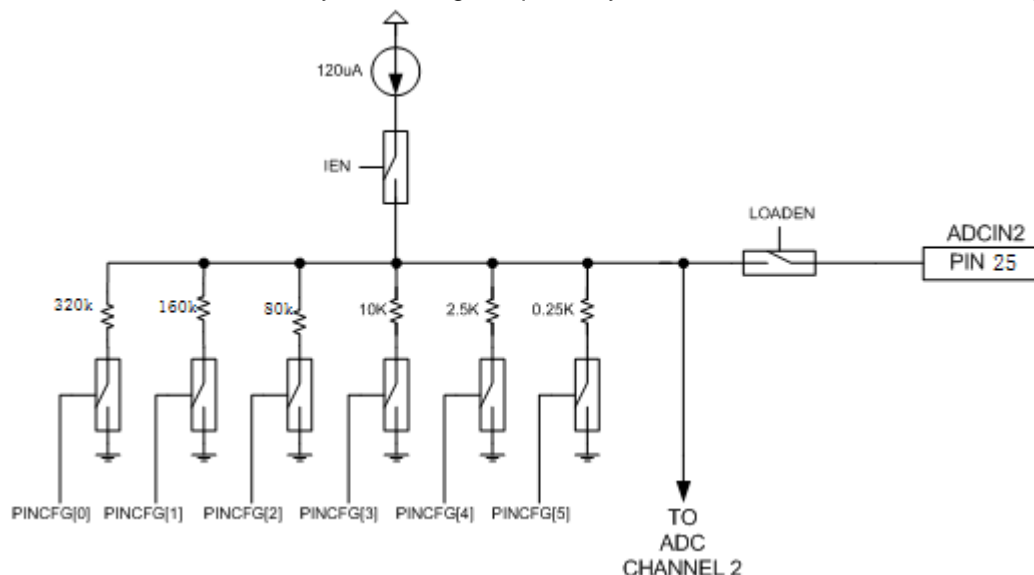 120uA
IEN
LOADEN
ADCIN2
PIN 25
320k 160k 80k 10K 2.5K 0.25K
PINCFG[0] PINCFG[1] PINCFG[2] PINCFG[3] PINCFG[4] PINCFG[5]
TO
ADC
CHANNEL 2